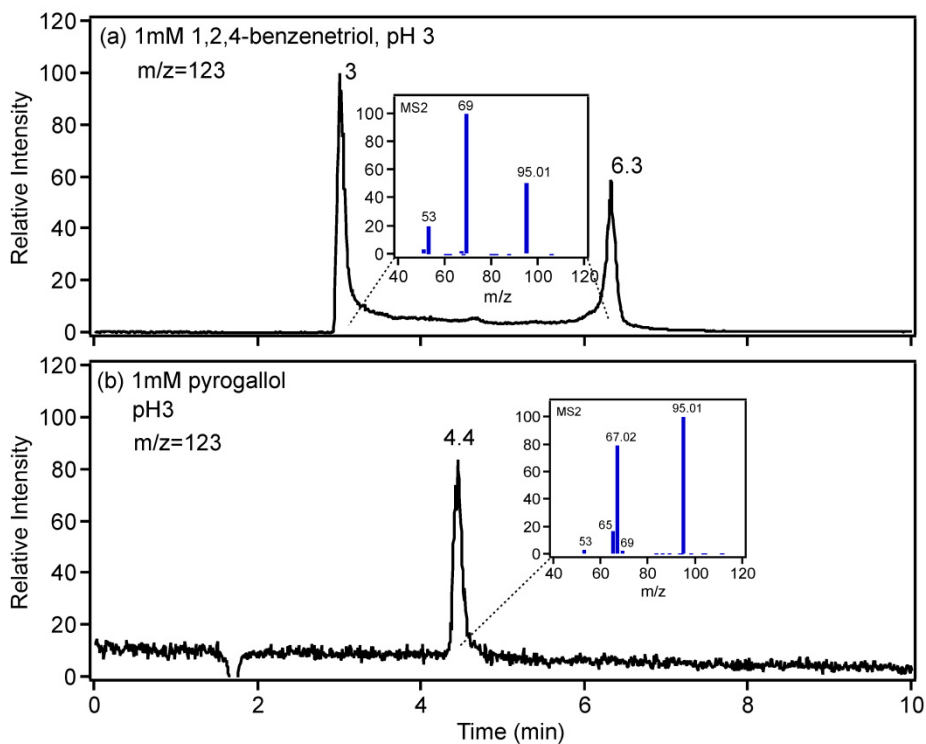 (a) 1mM 1,2,4-benzenetriol, pH 3
m/z=123
3
6.3
MS2
69
95.01
53
100
80
60
40
20
0
40 60 80 100 120
m/z
120
100
80
60
40
20
0
Relative Intensity
(b) 1mM pyrogallol
pH3
m/z=123
4.4
MS2
95.01
67.02
65
53
69
100
80
60
40
20
0
40 60 80 100 120
m/z
120
100
80
60
40
20
0
Relative Intensity
0 2 4 6 8 10
Time (min)